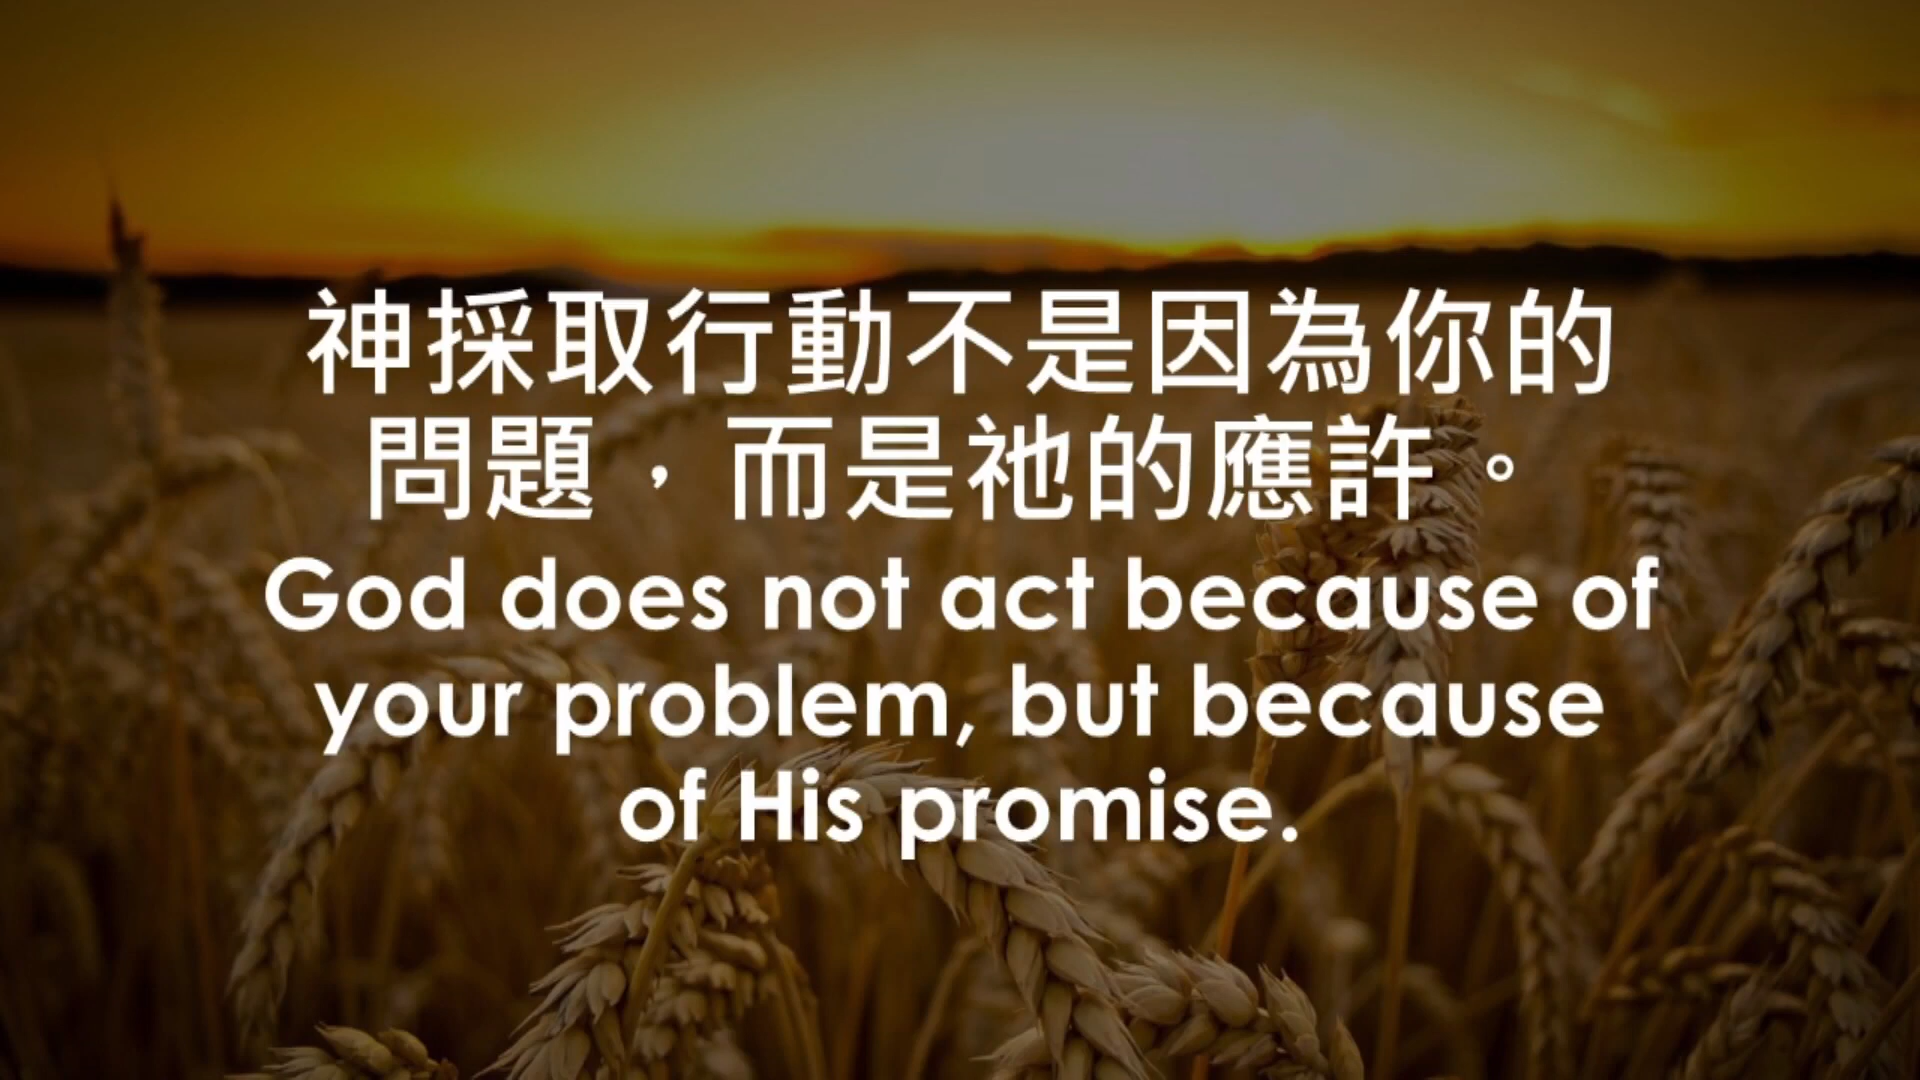 神採取行動不是因為你的
問題，而是祂的應許。
God does not act because of
your problem, but because
of His promise.